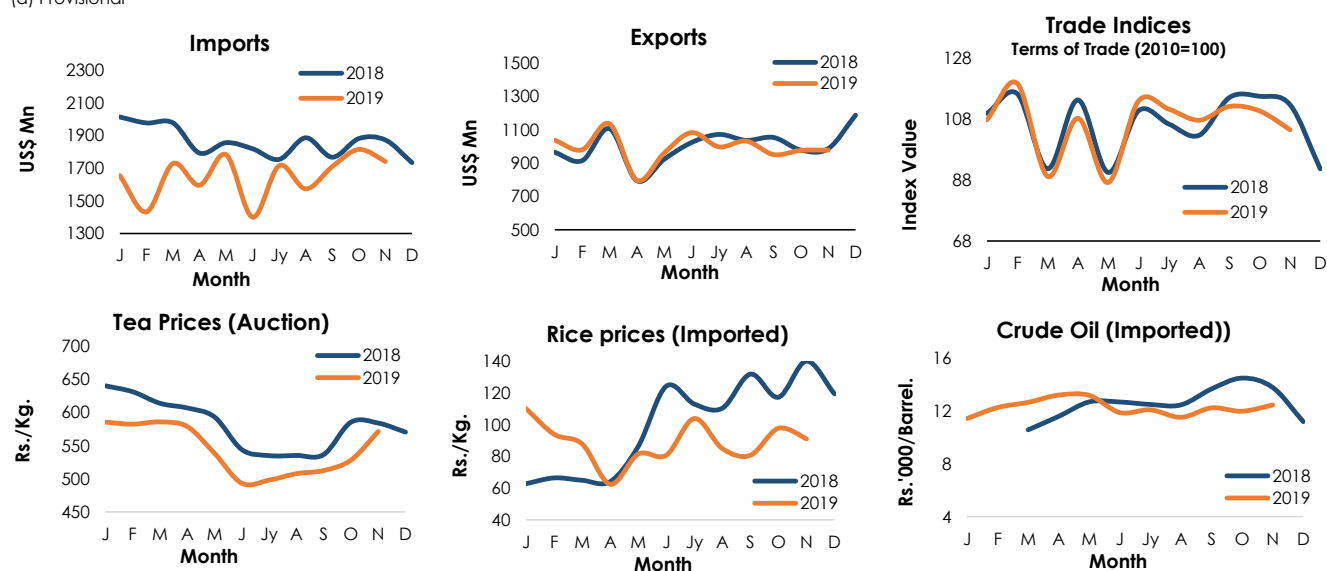 (a) Provisional
Imports
2300
2100
1900
1700
1500
1300
US$ Mn
2018
2019
J F M A M J Jy A S O N D
Month
Exports
1500
1300
1100
900
700
500
US$ Mn
2018
2019
J F M A M J Jy A S O N D
Month
Trade Indices
Terms of Trade (2010=100)
128
108
88
68
Index Value
2018
2019
J F M A M J Jy A S O N D
Month
Tea Prices (Auction)
700
650
600
550
500
450
Rs./Kg.
2018
2019
J F M A M J Jy A S O N D
Month
Rice prices (Imported)
140
120
100
80
60
40
Rs./Kg.
2018
2019
J F M A M J Jy A S O N D
Month
Crude Oil (Imported))
16
12
8
4
Rs.'000/Barrel.
2018
2019
J F M A M J Jy A S O N D
Month